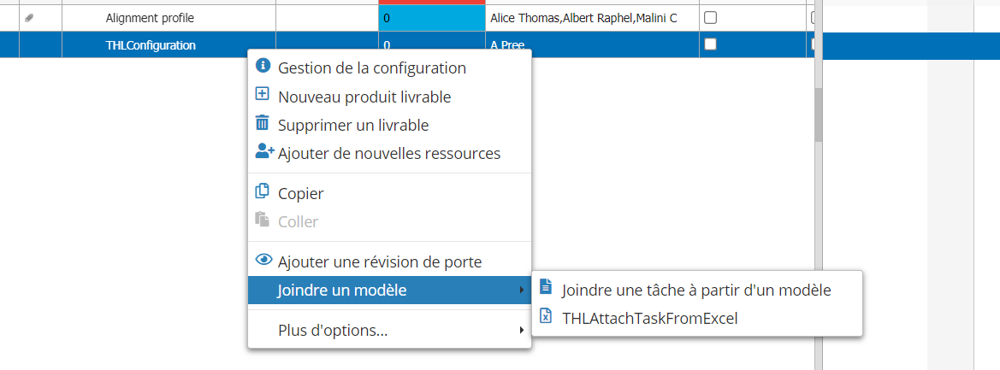 Alignment profile 0 Alice Thomas,Albert Raphel,Malini C
THLConfiguration 0 A Pree
Gestion de la configuration
Nouveau produit livrable
Supprimer un livrable
Ajouter de nouvelles ressources
Copier
Coller
Ajouter une révision de porte
Joindre un modèle
Joindre une tâche à partir d'un modèle
THLAttachTaskFromExcel
Plus d'options...